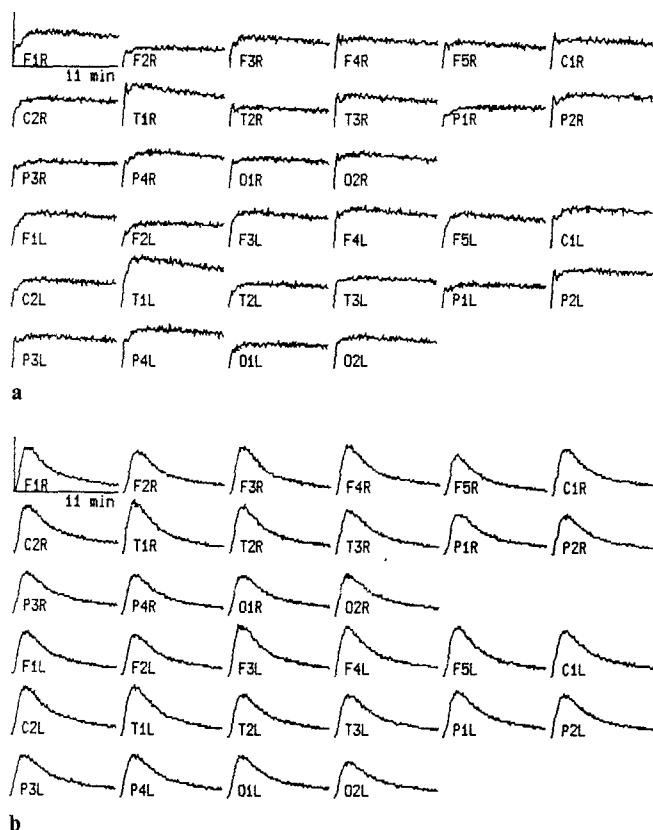 F1R F2R F3R F4R F5R C1R
11 min
C2R T1R T2R T3R P1R P2R
P3R P4R O1R O2R
F1L F2L F3L F4L F5L C1L
C2L T1L T2L T3L P1L P2L
P3L P4L O1L O2L
a
F1R F2R F3R F4R F5R C1R
11 min
C2R T1R T2R T3R P1R P2R
P3R P4R O1R O2R
F1L F2L F3L F4L F5L C1L
C2L T1L T2L T3L P1L P2L
P3L P4L O1L O2L
b